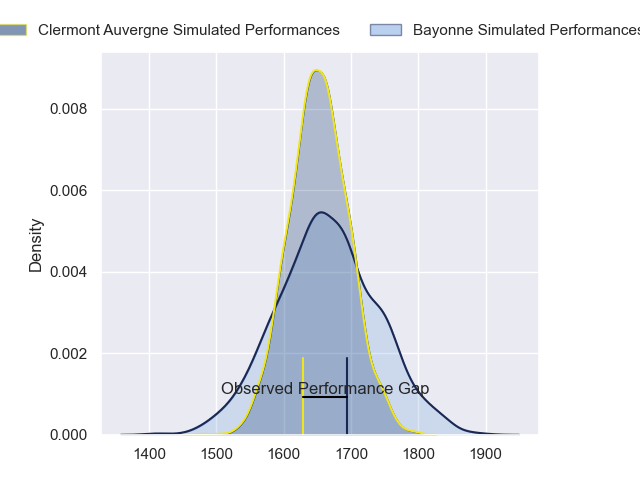 Clermont Auvergne Simulated Performances
Bayonne Simulated Performances
0.008
0.006
0.004
0.002
0.000
Density
Observed Performance Gap
1400 1500 1600 1700 1800 1900